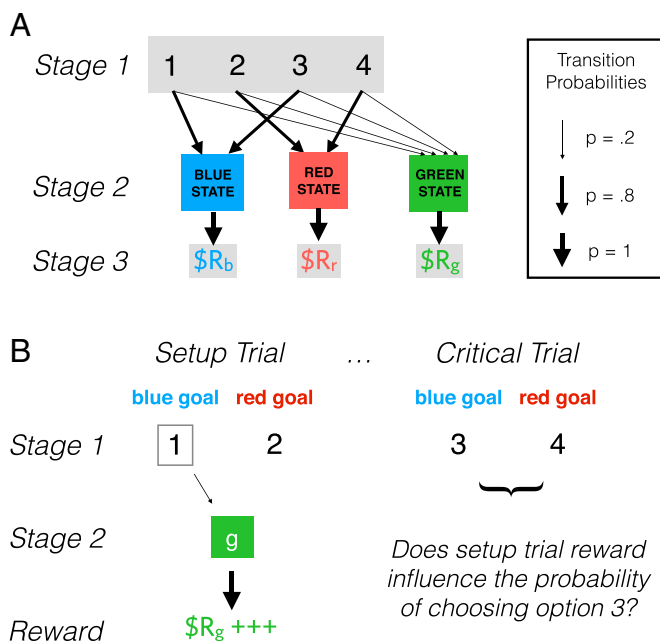 A
Stage 1
1 2 3 4
Transition
Probabilities
p = .2
p = .8
p = 1
Stage 2
BLUE
STATE
RED
STATE
GREEN
STATE
Stage 3
$Rb
$Rr
$Rg
B
Setup Trial ... Critical Trial
blue goal red goal blue goal red goal
Stage 1
1 2 3 4
Stage 2
g
Does setup trial reward
influence the probability
of choosing option 3?
Reward
$Rg +++